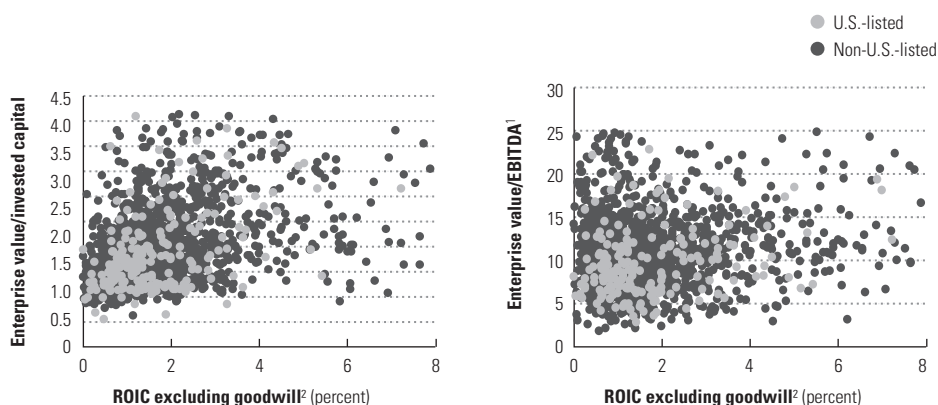 U.S.-listed
Non-U.S.-listed
Enterprise value/invested capital
4.5
4.0
3.5
3.0
2.5
2.0
1.5
1.0
0.5
0
0 2 4 6 8
ROIC excluding goodwill² (percent)
Enterprise value/EBITDA¹
30
25
20
15
10
5
0
0 2 4 6 8
ROIC excluding goodwill² (percent)